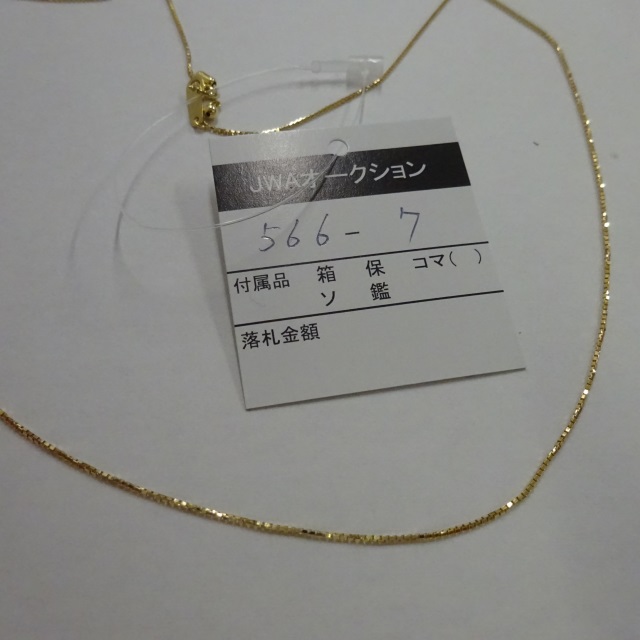 JWAオークション
566-7
付属品 箱 保 コマ( )
ソ 鑑
落札金額